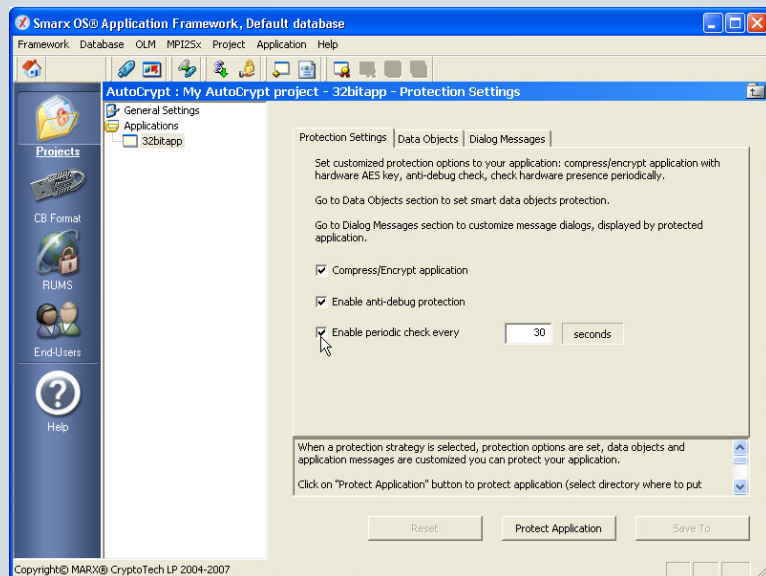 Smarx OS® Application Framework, Default database
Framework Database OLM MPI25x Project Application Help
AutoCrypt : My AutoCrypt project - 32bitapp - Protection Settings
General Settings
Applications
32bitapp
Projects
CB Format
RUMS
End-Users
Help
Protection Settings Data Objects Dialog Messages
Set customized protection options to your application: compress/encrypt application with
hardware AES key, anti-debug check, check hardware presence periodically.
Go to Data Objects section to set smart data objects protection.
Go to Dialog Messages section to customize message dialogs, displayed by protected
application.
Compress/Encrypt application
Enable anti-debug protection
Enable periodic check every 30 seconds
When a protection strategy is selected, protection options are set, data objects and
application messages are customized you can protect your application.
Click on "Protect Application" button to protect application (select directory where to put
Reset Protect Application Save To
Copyright© MARX® CryptoTech LP 2004-2007